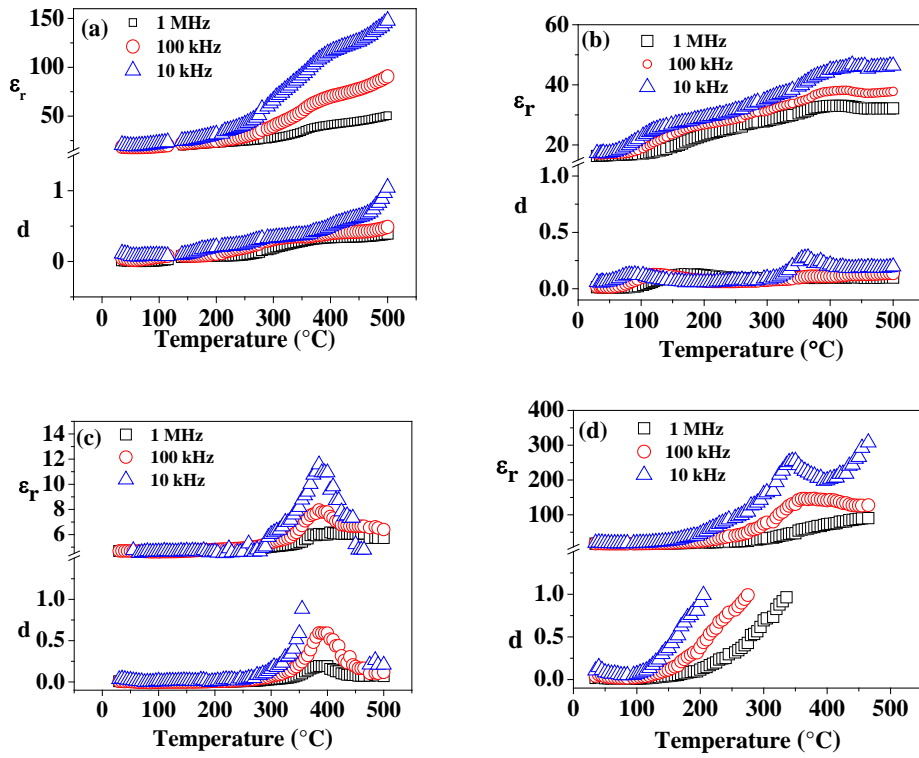 (a)
1 MHz
100 kHz
10 kHz
150
100
50
εr
1
0
d
0 100 200 300 400 500
Temperature (°C)
(b)
1 MHz
100 kHz
10 kHz
60
40
20
εr
1.0
0.5
0.0
d
0 100 200 300 400 500
Temperature (°C)
(c)
1 MHz
100 kHz
10 kHz
14
12
10
8
6
εr
1.0
0.5
0.0
d
0 100 200 300 400 500
Temperature (°C)
(d)
1 MHz
100 kHz
10 kHz
400
300
200
100
εr
1.0
0.5
0.0
d
0 100 200 300 400 500
Temperature (°C)